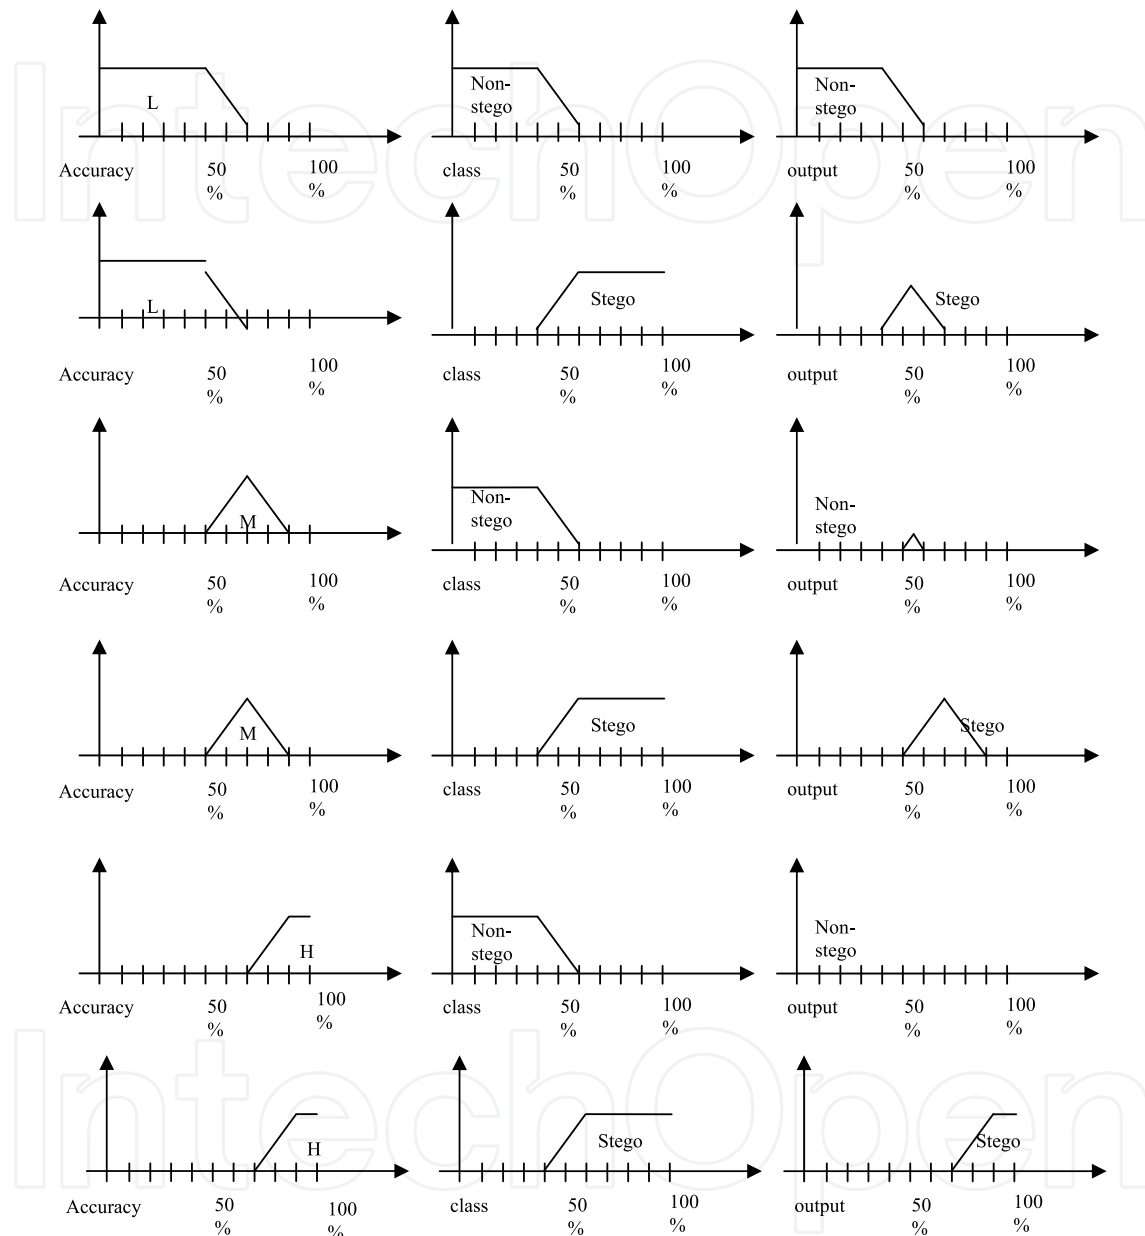 L
Non-
stego
Non-
stego
Accuracy 50 % 100 %
class 50 % 100 %
output 50 % 100 %
L
Stego
Stego
Accuracy 50 % 100 %
class 50 % 100 %
output 50 % 100 %
M
Non-
stego
Non-
stego
Accuracy 50 % 100 %
class 50 % 100 %
output 50 % 100 %
M
Stego
Stego
Accuracy 50 % 100 %
class 50 % 100 %
output 50 % 100 %
H
Non-
stego
Non-
stego
Accuracy 50 % 100 %
class 50 % 100 %
output 50 % 100 %
H
Stego
Stego
Accuracy 50 % 100 %
class 50 % 100 %
output 50 % 100 %
IntechOpen
IntechOpen